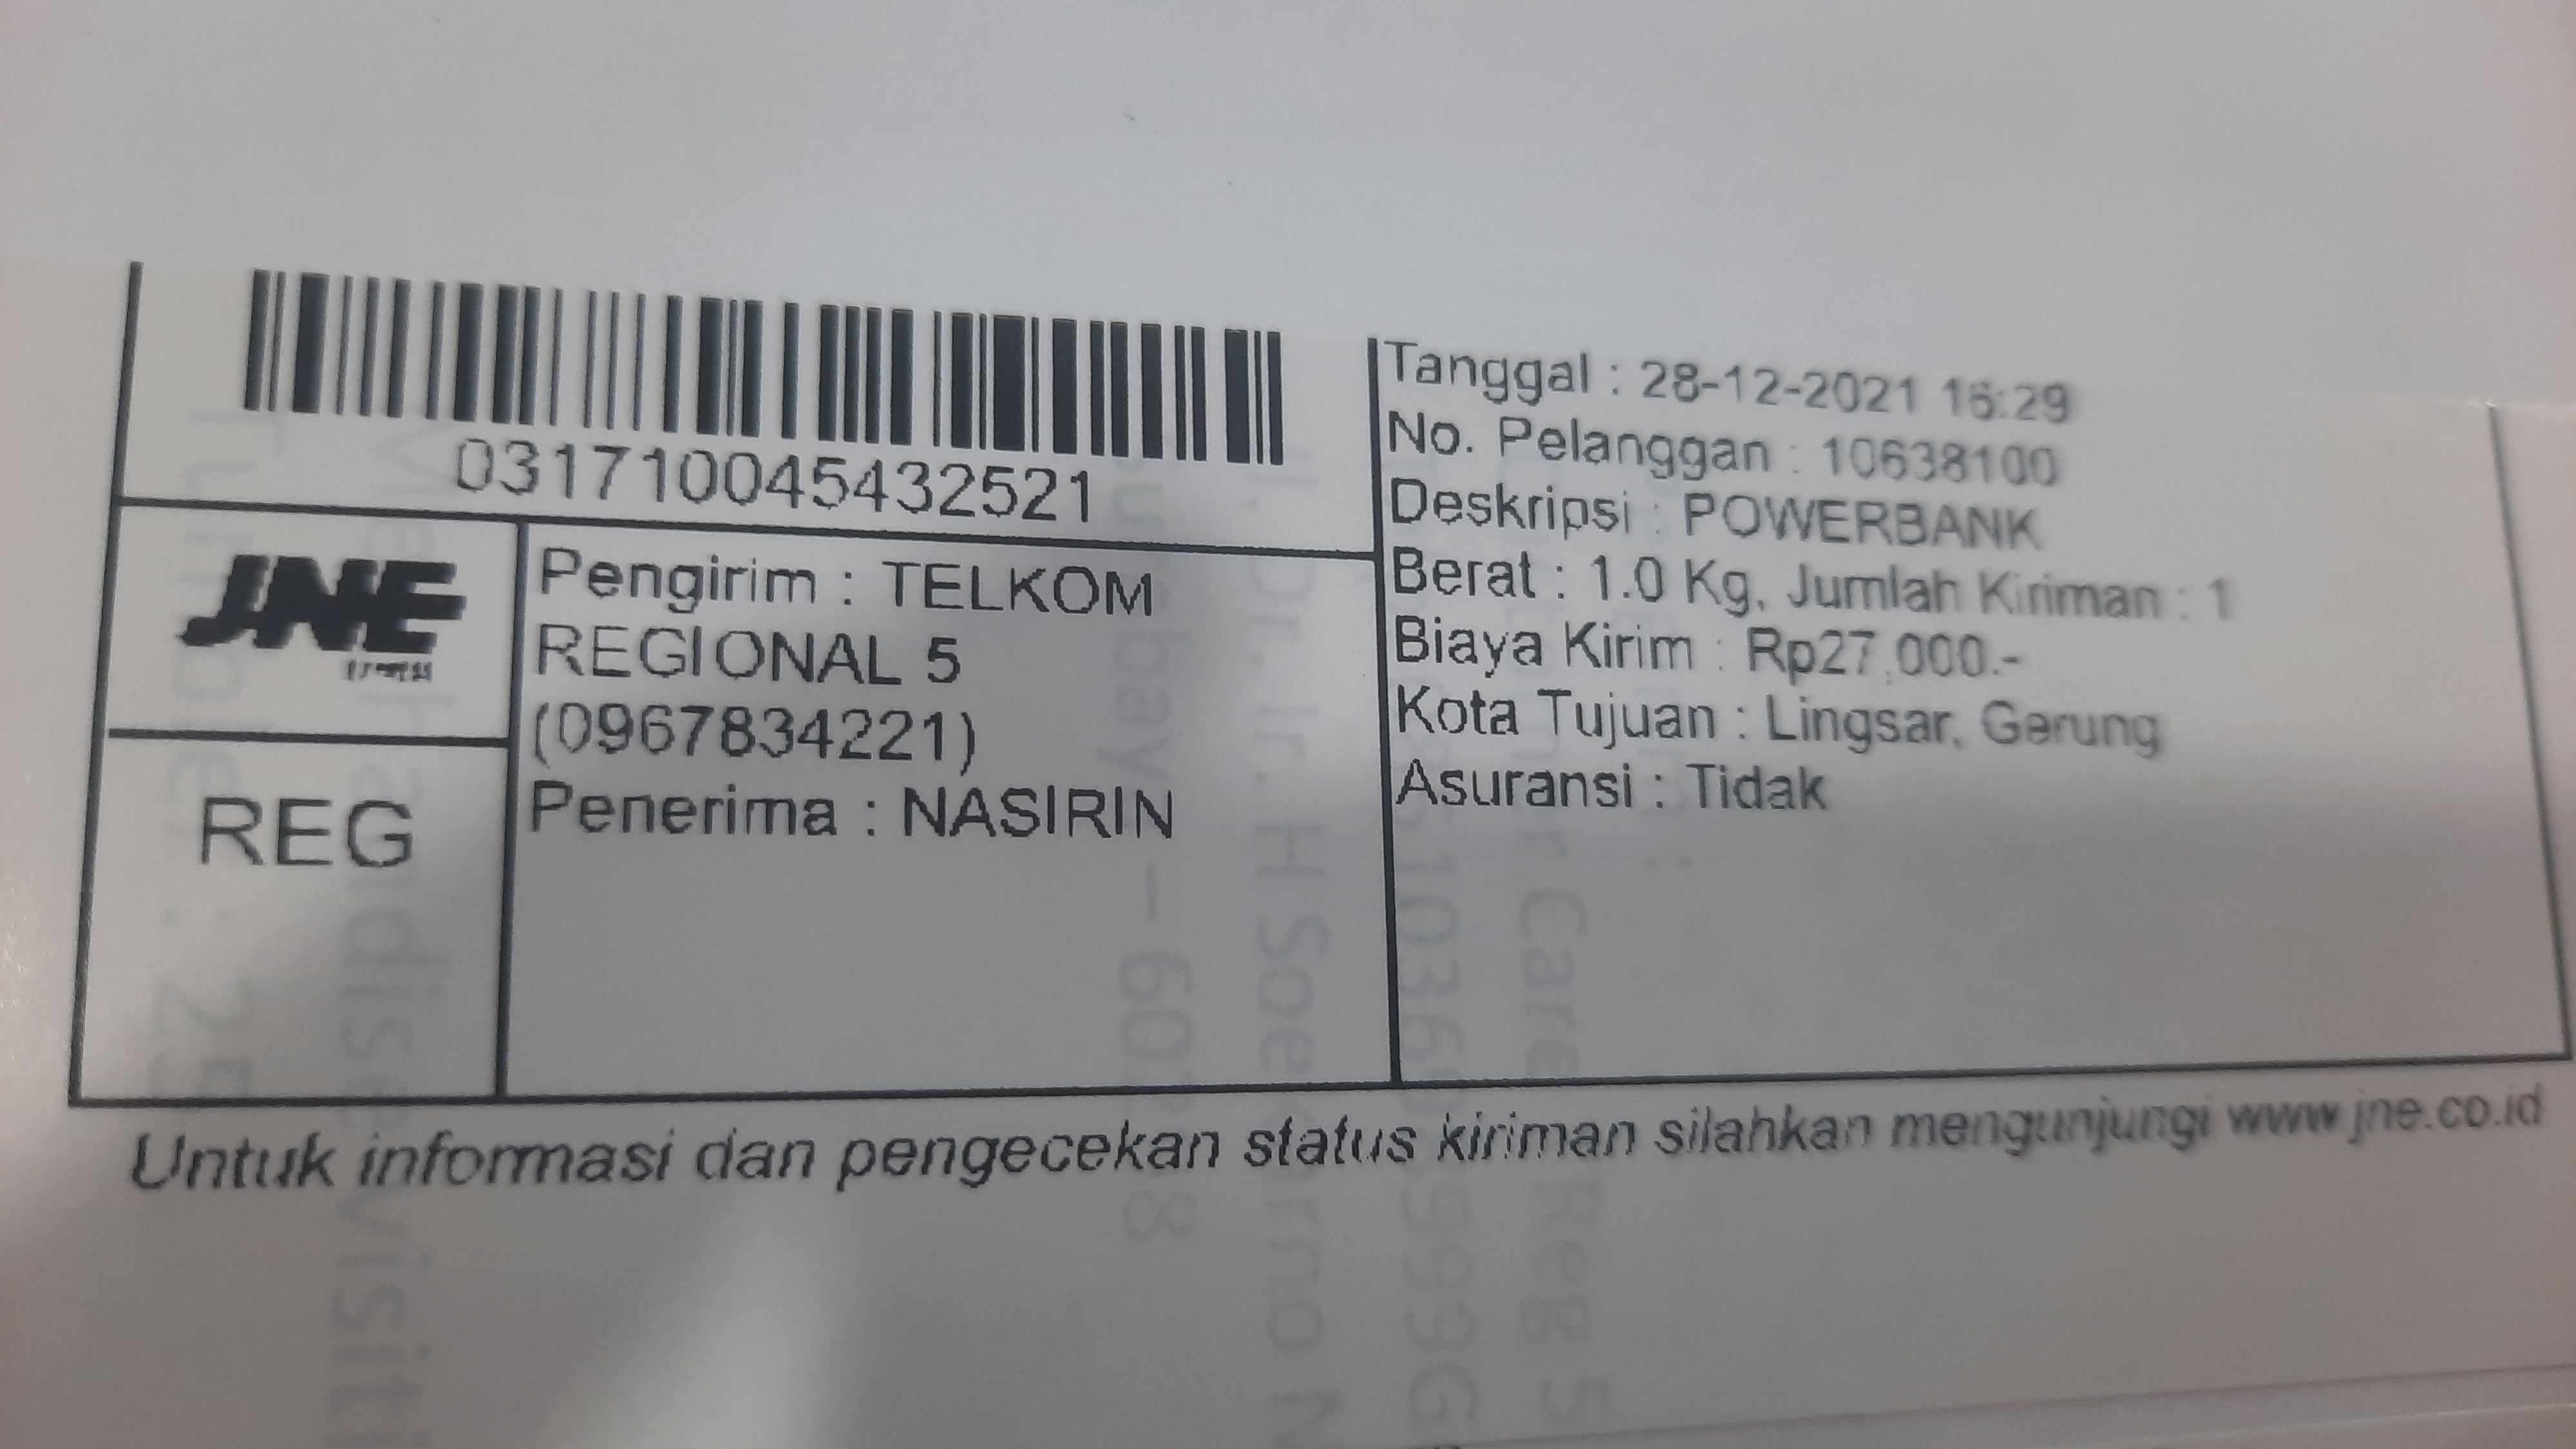 0317100454332521
JNE
REG
Pengirim : TELKOM
REGIONAL 5
(0967834221)
Penerima : NASIRIN
Tanggal : 28-12-2021 16:29
No. Pelanggan : 10638100
Deskripsi : POWERBANK
Berat : 1.0 Kg, Jumlah Kiriman : 1
Biaya Kirim : Rp27.000.-
Kota Tujuan : Lingsar, Gerung
Asuransi : Tidak
Untuk informasi dan pengecekan status kiriman silahkan mengunjungi www.jne.co.id